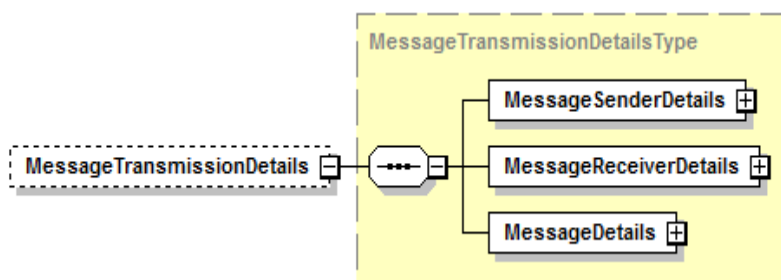 MessageTransmissionDetailsType
MessageSenderDetails
MessageTransmissionDetails
MessageReceiverDetails
MessageDetails